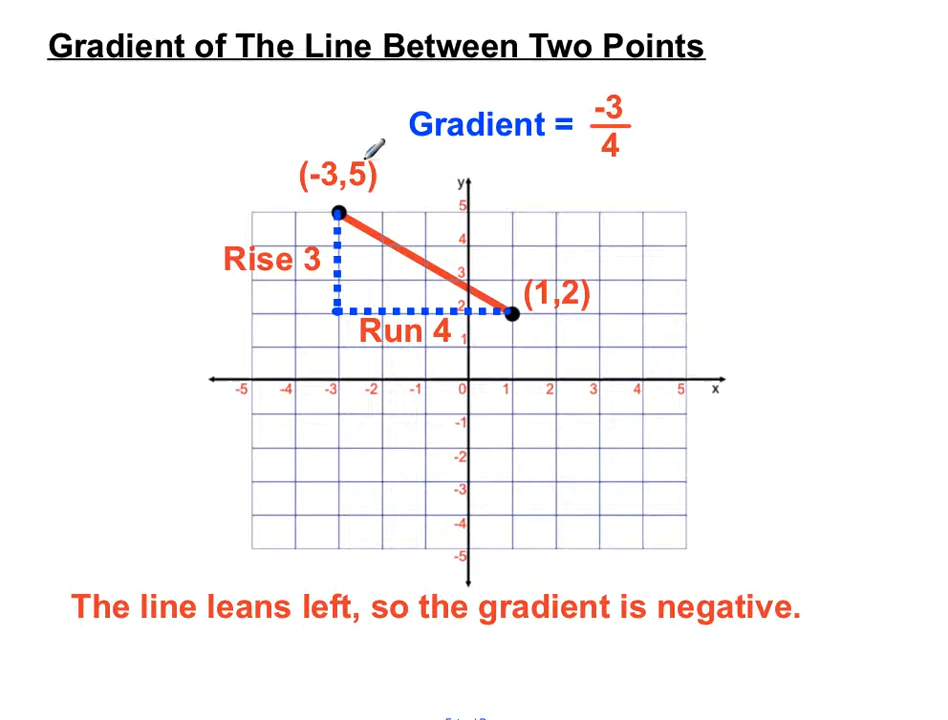 Gradient of The Line Between Two Points
Gradient = -3
4
(-3,5)
y
5
4
Rise 3
3
(1,2)
2
Run 4
1
-5 -4 -3 -2 -1 0 1 2 3 4 5 x
-1
-2
-3
-4
-5
The line leans left, so the gradient is negative.